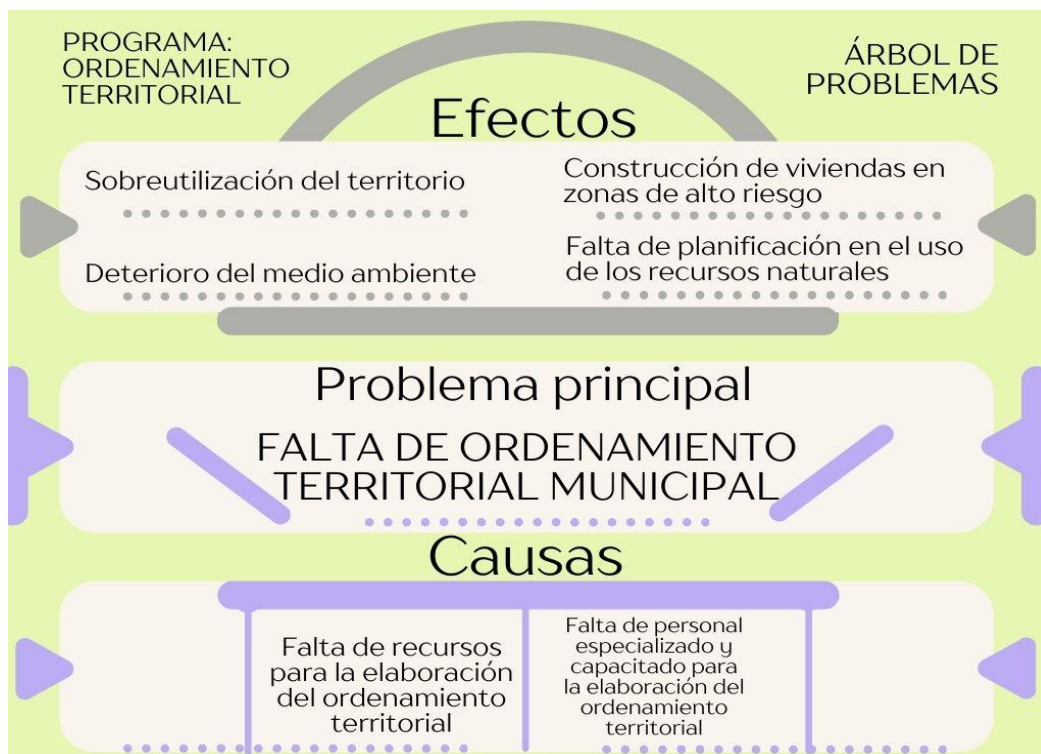 PROGRAMA:
ORDENAMIENTO
TERRITORIAL
ÁRBOL DE
PROBLEMAS
Efectos
Sobreutilización del territorio
Construcción de viviendas en
zonas de alto riesgo
Deterioro del medio ambiente
Falta de planificación en el uso
de los recursos naturales
Problema principal
FALTA DE ORDENAMIENTO
TERRITORIAL MUNICIPAL
Causas
Falta de recursos
para la elaboración
del ordenamiento
territorial
Falta de personal
especializado y
capacitado para
la elaboración del
ordenamiento
territorial